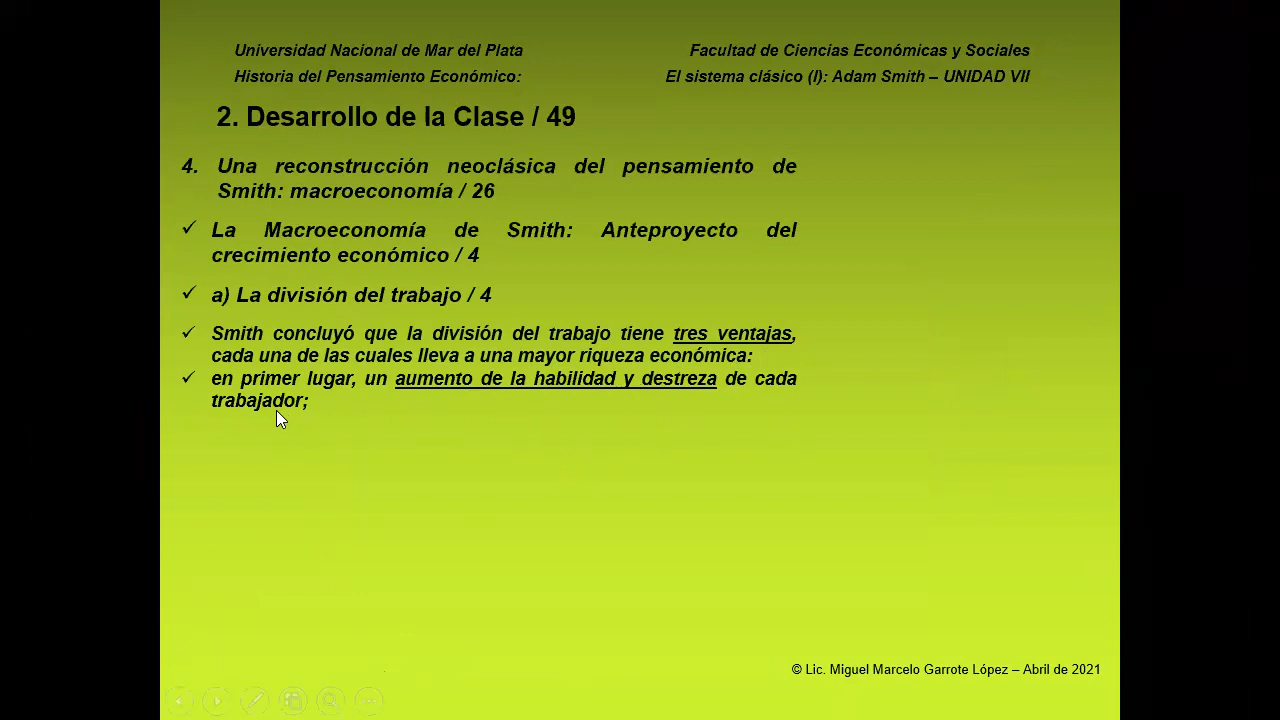 Universidad Nacional de Mar del Plata
Facultad de Ciencias Económicas y Sociales
Historia del Pensamiento Económico:
El sistema clásico (I): Adam Smith – UNIDAD VII
2. Desarrollo de la Clase / 49
4. Una reconstrucción neoclásica del pensamiento de
Smith: macroeconomía / 26
✓ La Macroeconomía de Smith: Anteproyecto del
crecimiento económico / 4
✓ a) La división del trabajo / 4
✓ Smith concluyó que la división del trabajo tiene tres ventajas,
cada una de las cuales lleva a una mayor riqueza económica:
✓ en primer lugar, un aumento de la habilidad y destreza de cada
trabajador;
© Lic. Miguel Marcelo Garrote López – Abril de 2021